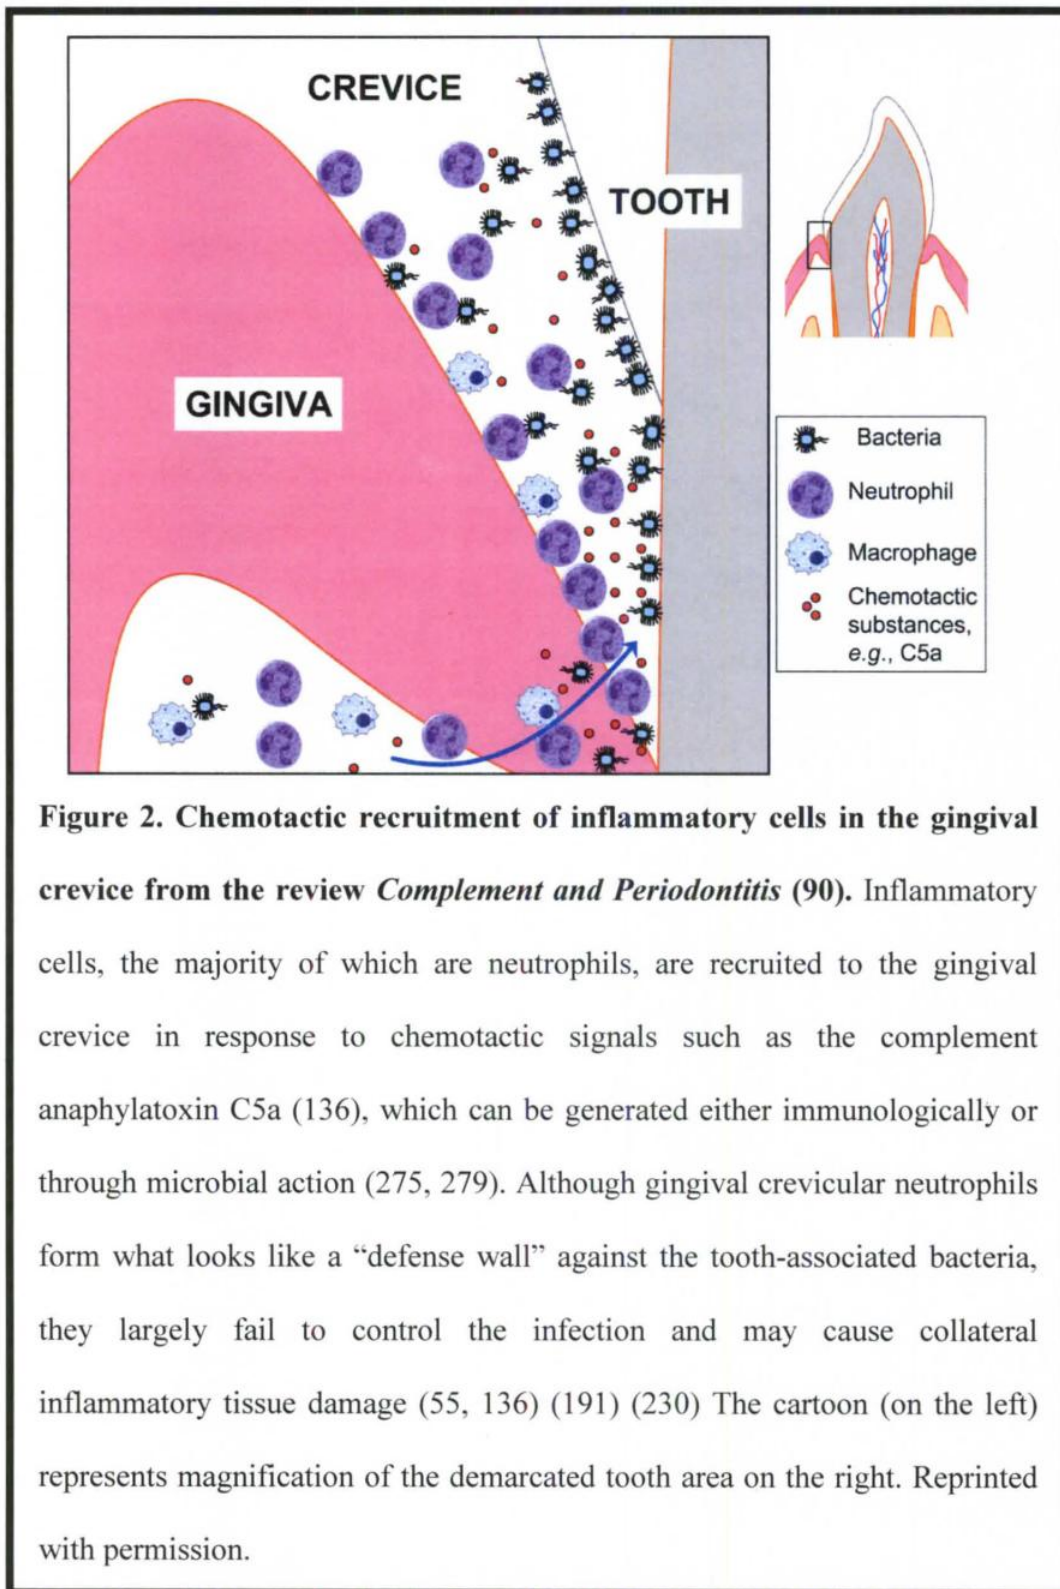 CREVICE
TOOTH
GINGIVA
Bacteria
Neutrophil
Macrophage
Chemotactic
substances,
e.g., C5a
Figure 2. Chemotactic recruitment of inflammatory cells in the gingival
crevice from the review Complement and Periodontitis (90). Inflammatory
cells, the majority of which are neutrophils, are recruited to the gingival
crevice in response to chemotactic signals such as the complement
anaphylatoxin C5a (136), which can be generated either immunologically or
through microbial action (275, 279). Although gingival crevicular neutrophils
form what looks like a “defense wall” against the tooth-associated bacteria,
they largely fail to control the infection and may cause collateral
inflammatory tissue damage (55, 136) (191) (230) The cartoon (on the left)
represents magnification of the demarcated tooth area on the right. Reprinted
with permission.